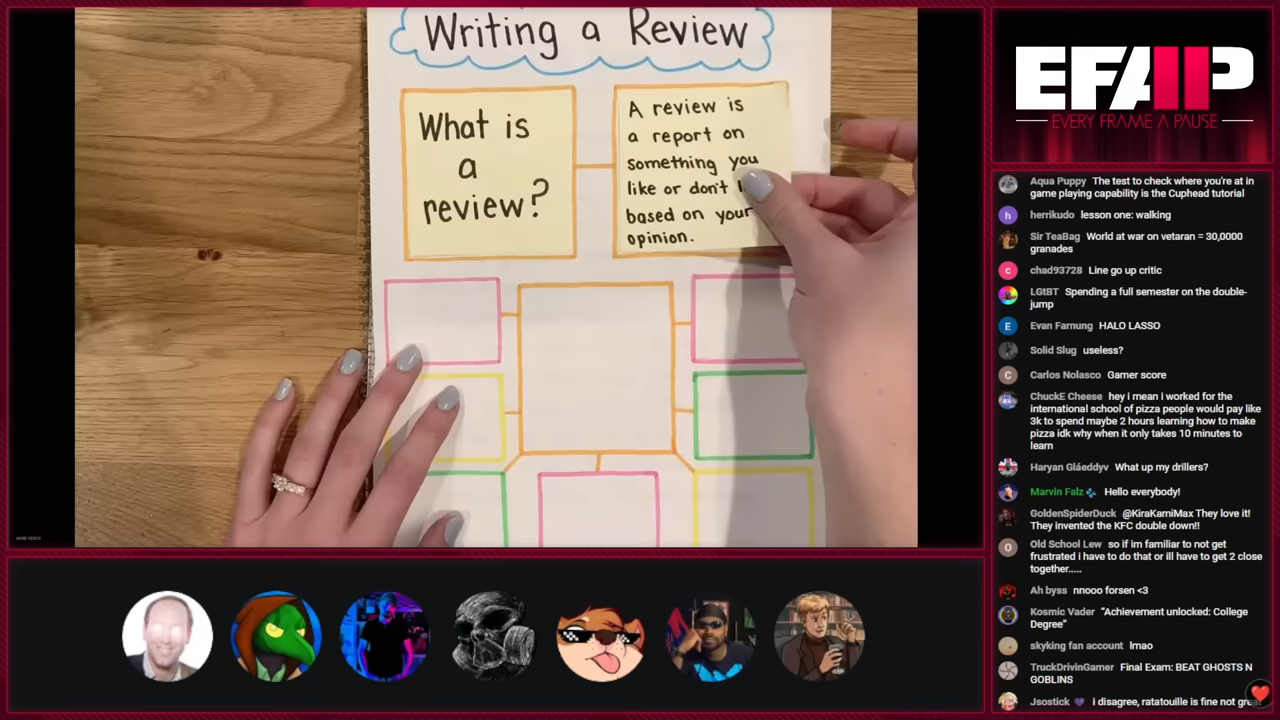 Writing a Review
What is
a
review?
A review is
a report on
something you
like or don't
based on your
opinion.
EFAP
EVERY FRAME A PAUSE
Aqua Puppy The test to check where you're at in
game playing capability is the Cuphead tutorial
herrikudo lesson one: walking
Sir TeaBag World at war on vetaran = 30,0000
granades
chad93728 Line go up critic
LGtBT Spending a full semester on the double-
jump
Evan Farnung HALO LASSO
Solid Slug useless?
Carlos Nolasco Gamer score
ChuckE Cheese hey i mean i worked for the
international school of pizza people would pay like
3k to spend maybe 2 hours learning how to make
pizza idk why when it only takes 10 minutes to
learn
Haryan Gláeddyv What up my drillers?
Marvin Falz Hello everybody!
GoldenSpiderDuck @KiraKamiMax They love it!
They invented the KFC double down!!
Old School Lew so if im familiar to not get
frustrated i have to do that or ill have to get 2 close
together.....
Ah byss nnooo forsen <3
Kosmic Vader “Achievement unlocked: College
Degree”
skyking fan account lmao
TruckDrivinGamer Final Exam: BEAT GHOSTS N
GOBLINS
Jsostick i disagree, ratatouille is fine not great